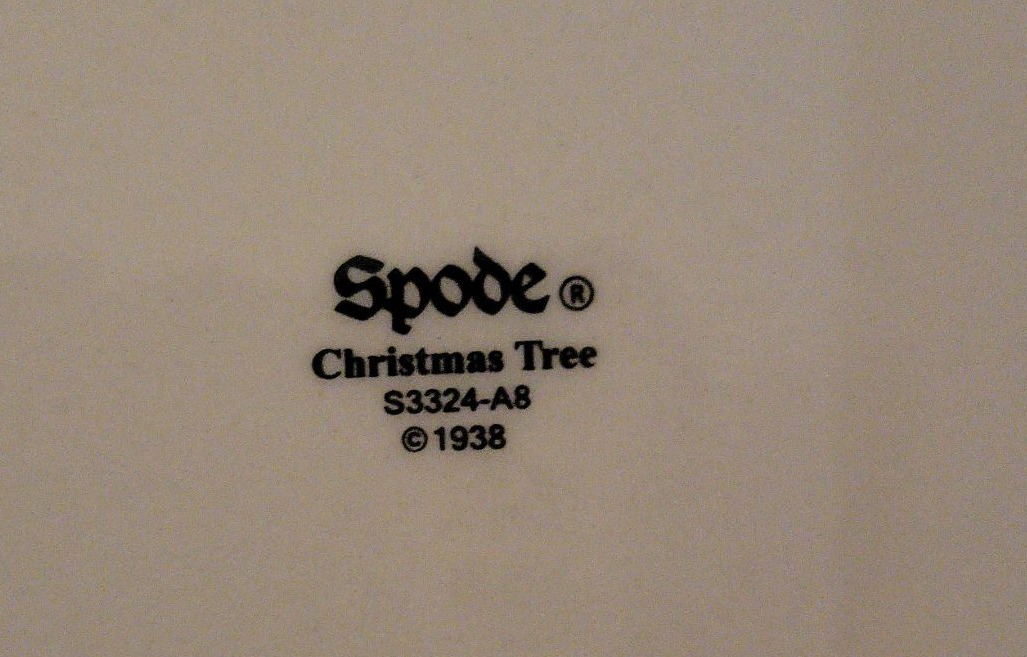 Spode ®
Christmas Tree
S3324-A8
© 1938